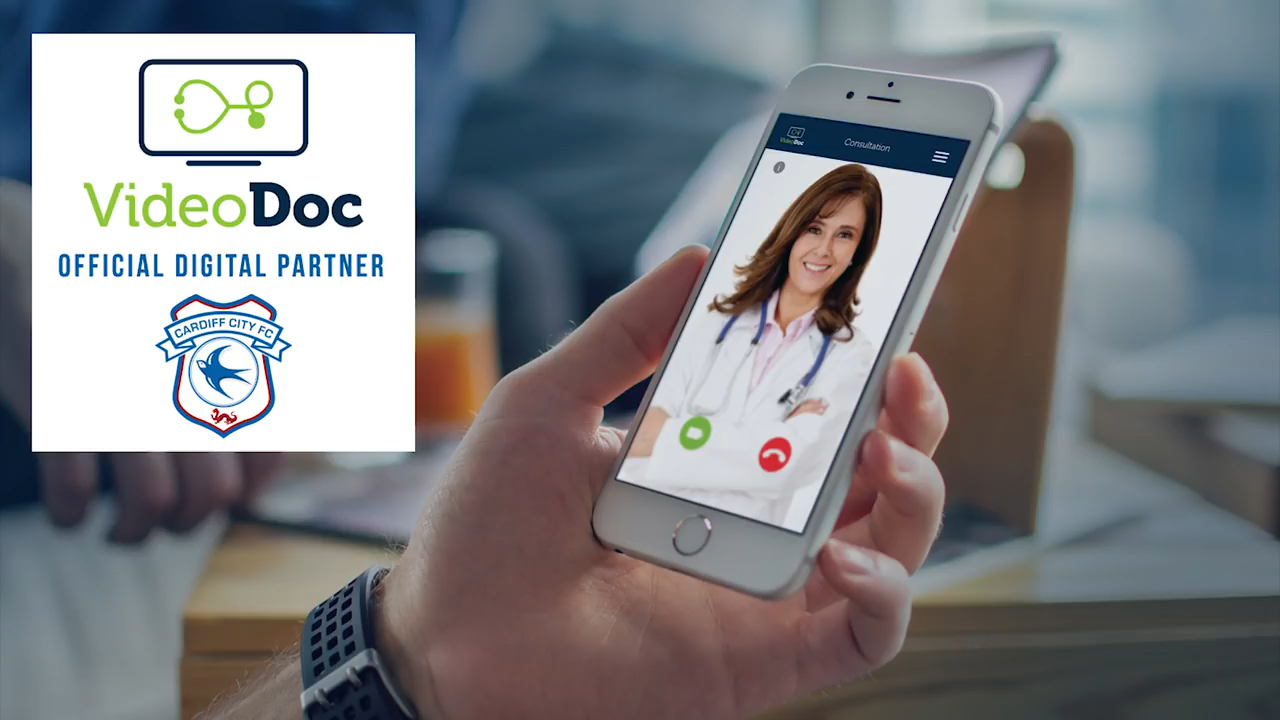 VideoDoc
OFFICIAL DIGITAL PARTNER
CARDIFF CITY FC
VideoDoc
Consultation